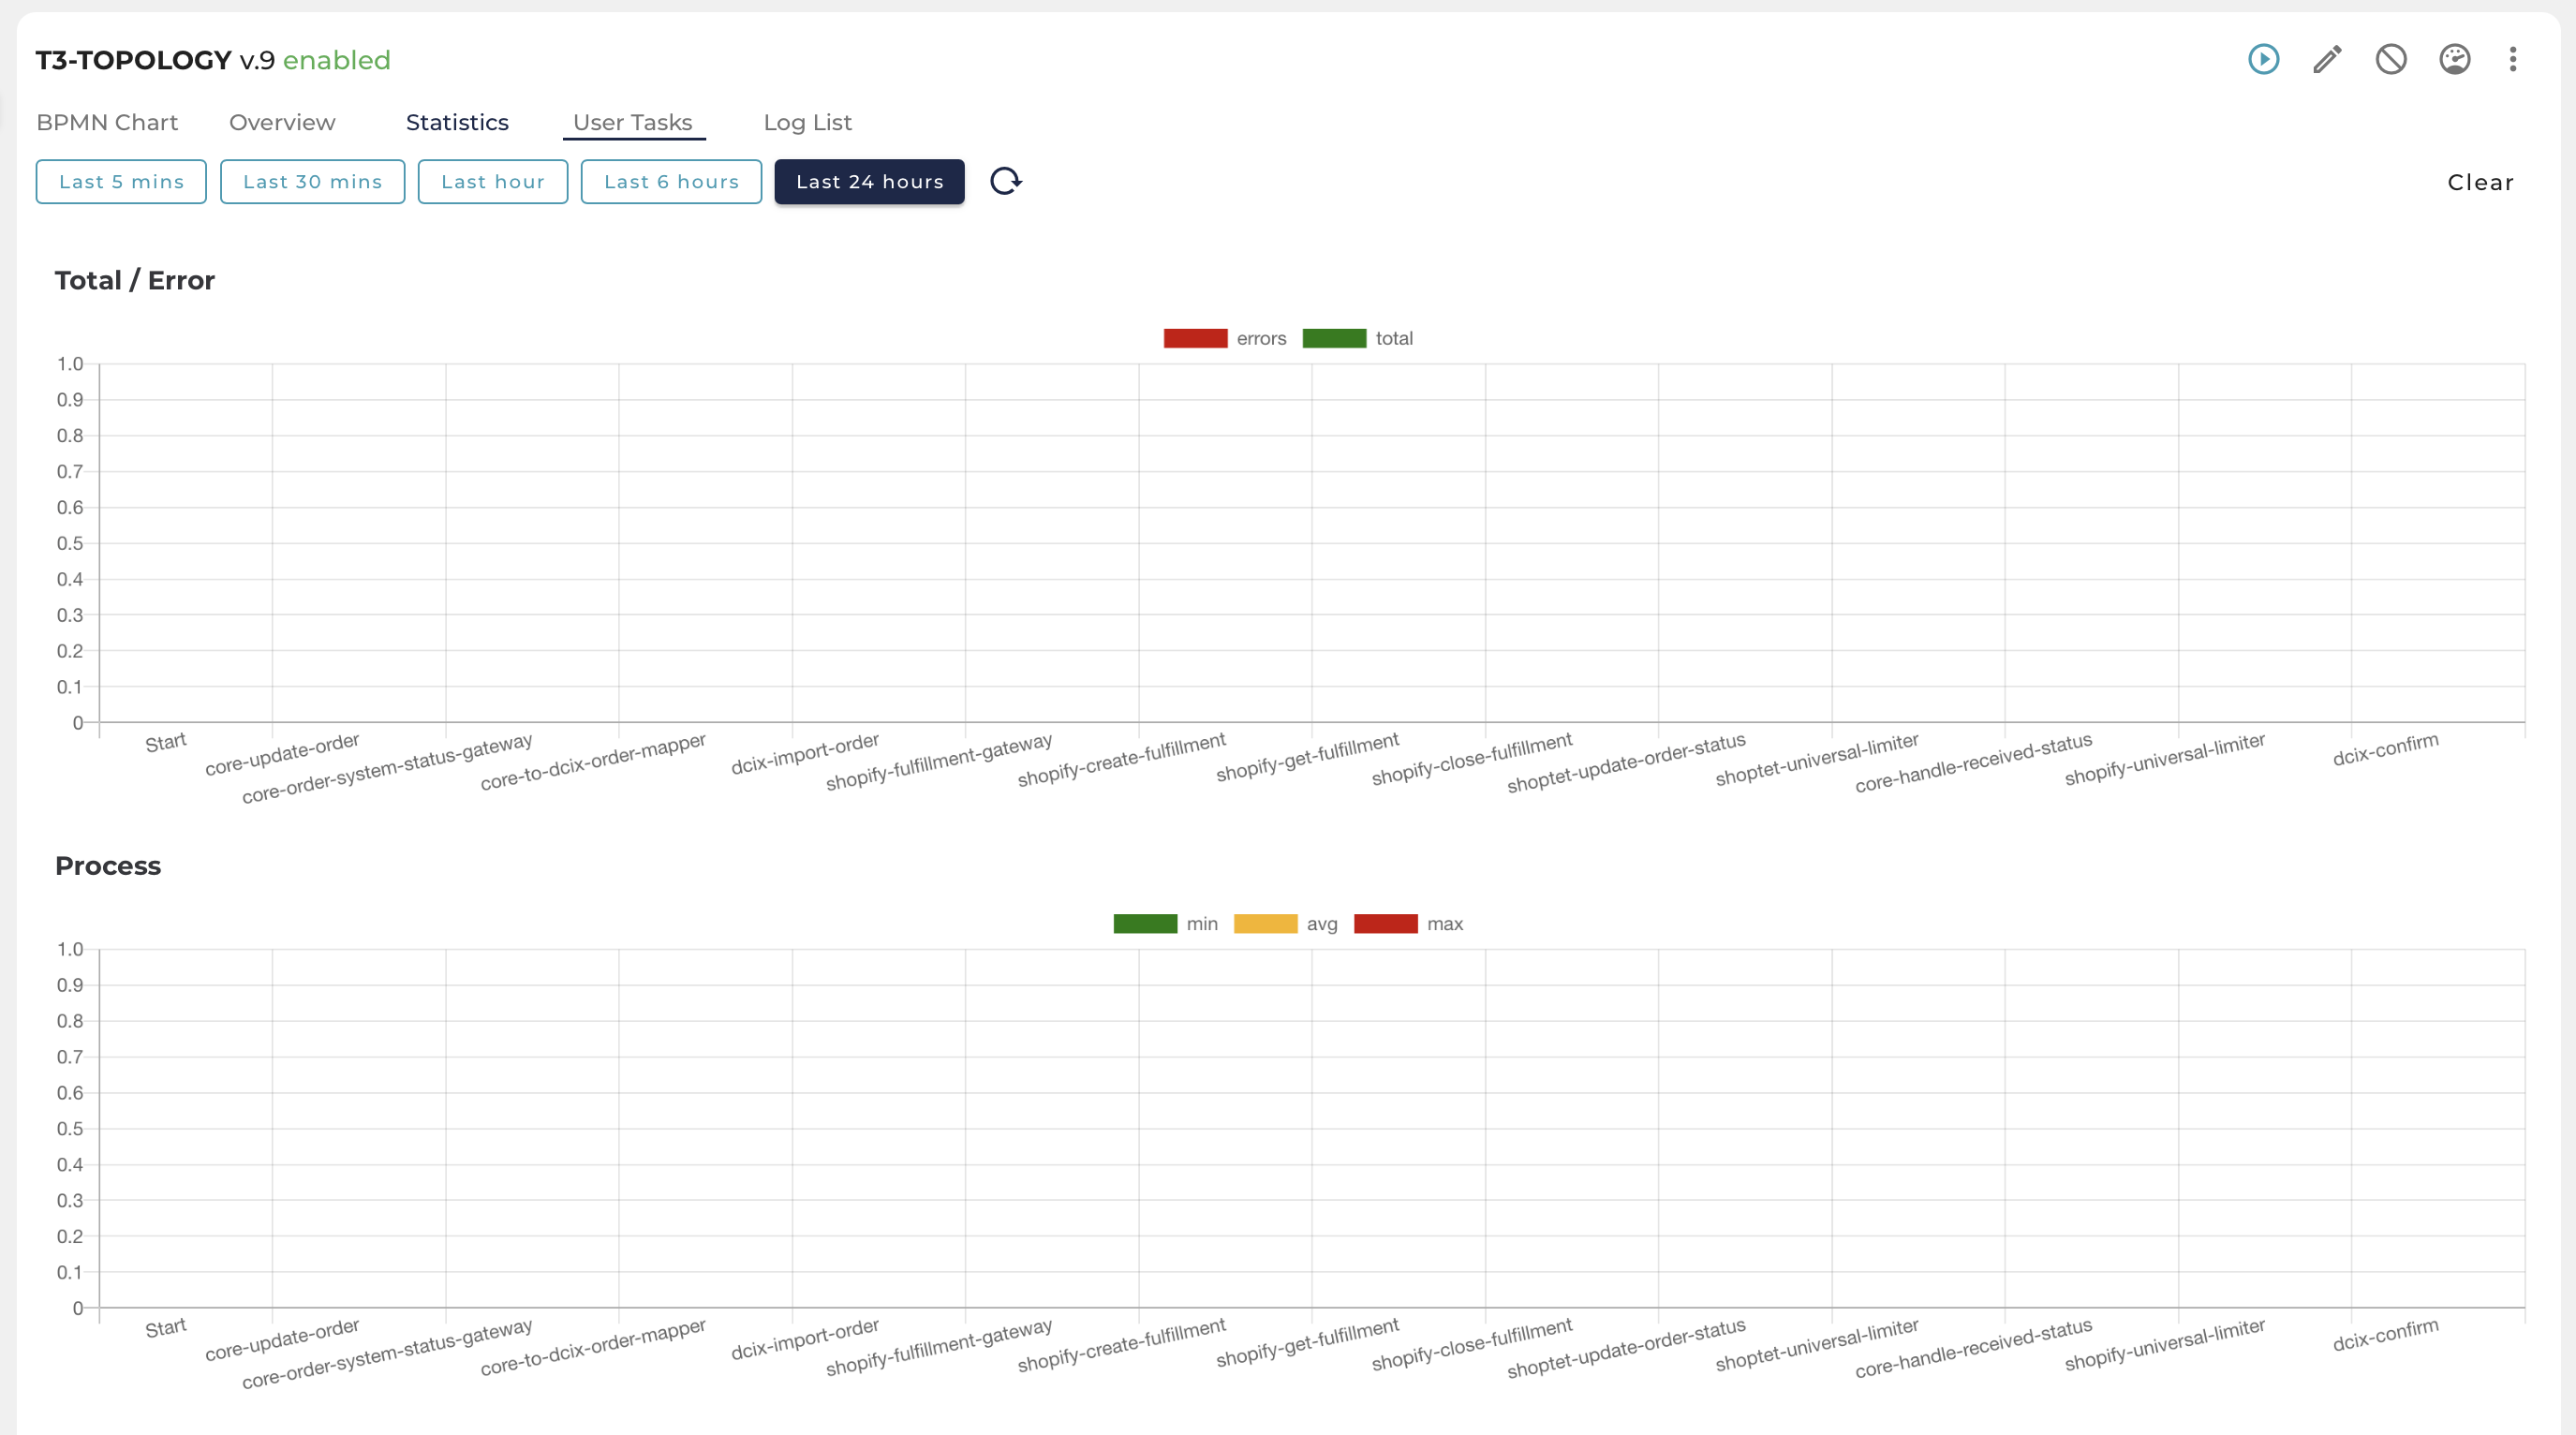 T3-TOPOLOGY v.9 enabled
BPMN Chart Overview Statistics User Tasks Log List
Last 5 mins Last 30 mins Last hour Last 6 hours Last 24 hours Clear
Total / Error
errors total
1.0
0.9
0.8
0.7
0.6
0.5
0.4
0.3
0.2
0.1
0
Start core-update-order core-order-system-status-gateway core-to-dcix-order-mapper dcix-import-order shopify-fulfillment-gateway shopify-create-fulfillment shopify-get-fulfillment shopify-close-fulfillment shoptet-update-order-status shoptet-universal-limiter core-handle-received-status shopify-universal-limiter dcix-confirm
Process
min avg max
1.0
0.9
0.8
0.7
0.6
0.5
0.4
0.3
0.2
0.1
0
Start core-update-order core-order-system-status-gateway core-to-dcix-order-mapper dcix-import-order shopify-fulfillment-gateway shopify-create-fulfillment shopify-get-fulfillment shopify-close-fulfillment shoptet-update-order-status shoptet-universal-limiter core-handle-received-status shopify-universal-limiter dcix-confirm